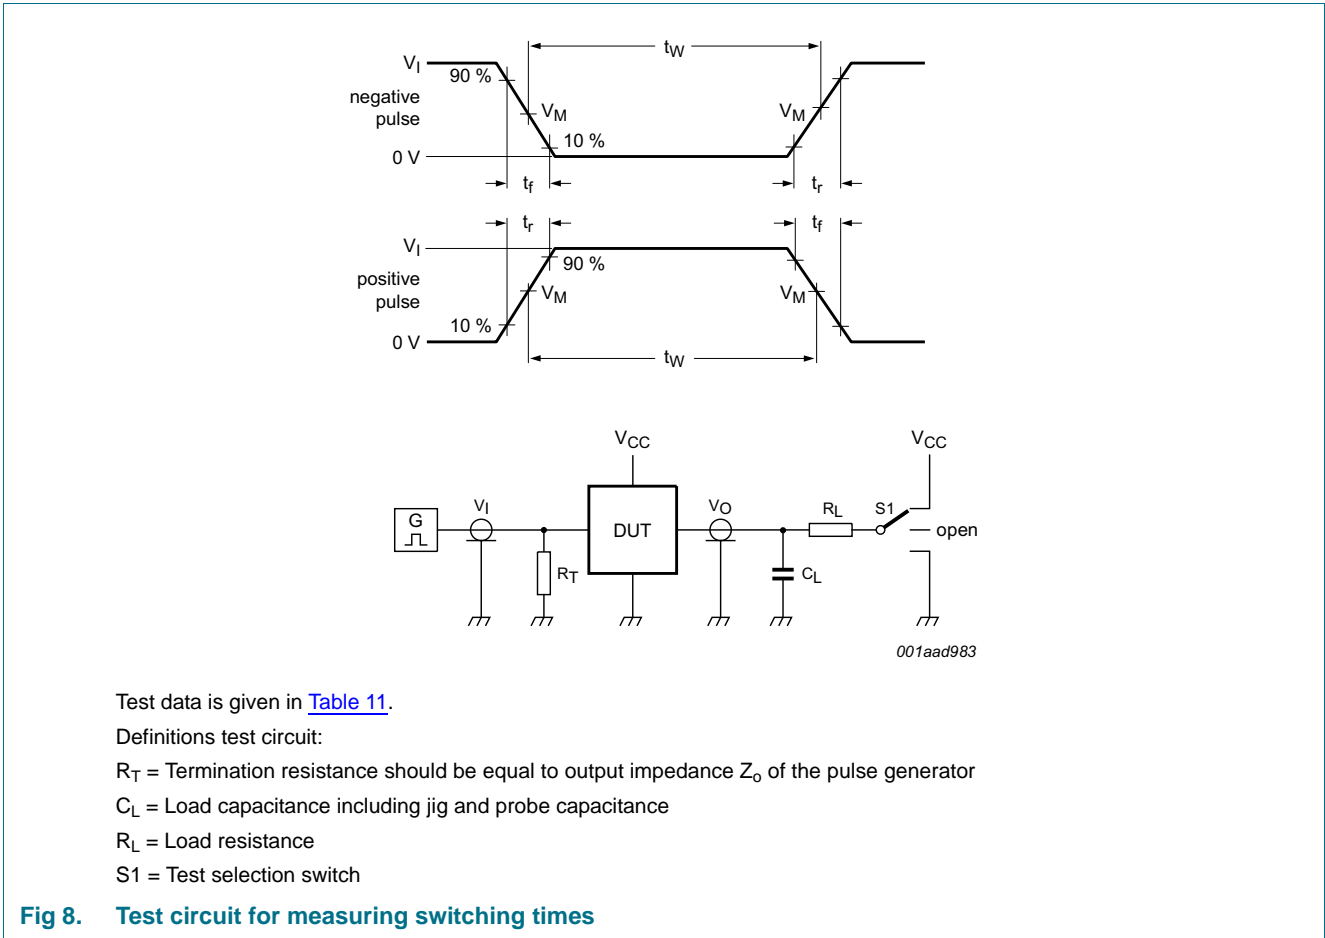 tW
VI
90 %
negative
pulse
VM
VM
10 %
0 V
tf
tr
tr
tf
VI
90 %
positive
pulse
VM
VM
10 %
0 V
tW
VCC
VCC
G
VI
DUT
VO
RL
S1
open
RT
CL
001aad983
Test data is given in Table 11.
Definitions test circuit:
RT = Termination resistance should be equal to output impedance Zo of the pulse generator
CL = Load capacitance including jig and probe capacitance
RL = Load resistance
S1 = Test selection switch
Fig 8. Test circuit for measuring switching times